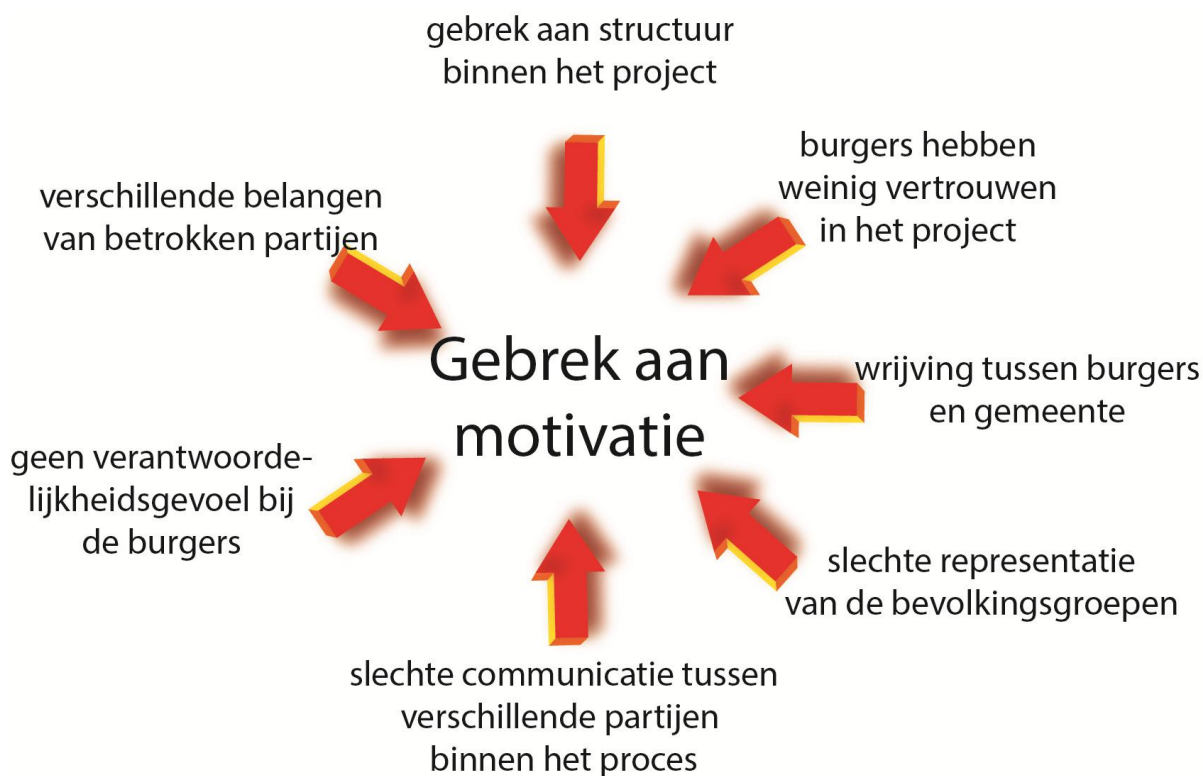 gebrek aan structuur
binnen het project
burgers hebben
weinig vertrouwen
in het project
verschillende belangen
van betrokken partijen
Gebrek aan
motivatie
wrijving tussen burgers
en gemeente
geen verantwoorde-
lijkheidsgevoel bij
de burgers
slechte representatie
van de bevolkingsgroepen
slechte communicatie tussen
verschillende partijen
binnen het proces